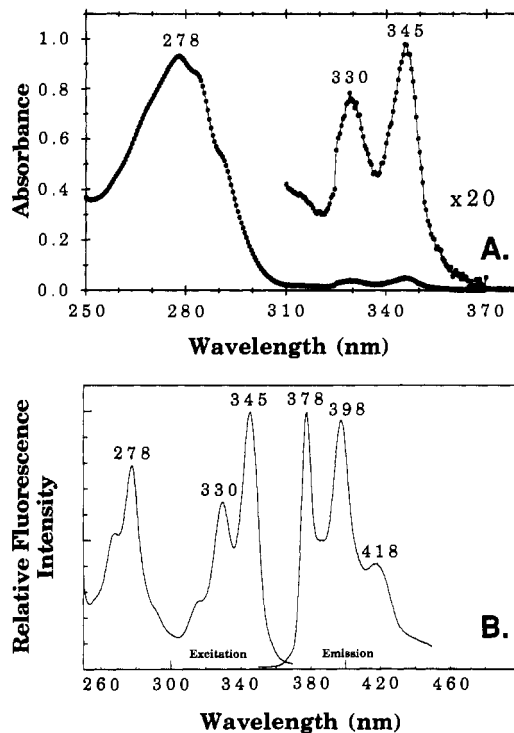 278
345
330
1.0
0.8
0.6
0.4
0.2
0.0
Absorbance
x20
A.
250 280 310 340 370
Wavelength (nm)
345 378 398
278
330
418
Relative Fluorescence
Intensity
B.
Excitation Emission
260 300 340 380 420 460
Wavelength (nm)